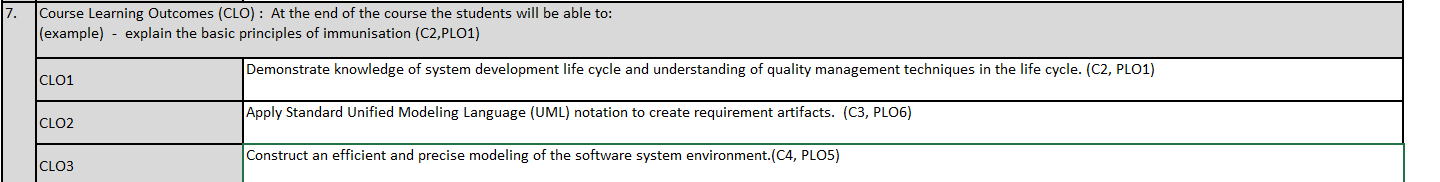 7. Course Learning Outcomes (CLO) : At the end of the course the students will be able to:
(example) - explain the basic principles of immunisation (C2,PLO1)
CLO1 Demonstrate knowledge of system development life cycle and understanding of quality management techniques in the life cycle. (C2, PLO1)
CLO2 Apply Standard Unified Modeling Language (UML) notation to create requirement artifacts. (C3, PLO6)
CLO3 Construct an efficient and precise modeling of the software system environment.(C4, PLO5)